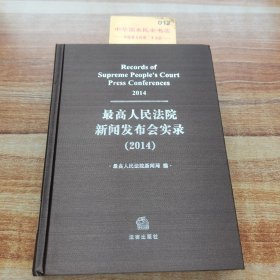 012
Records of
Supreme People's Court
Press Conferences
2014
最高人民法院
新闻发布会实录
(2014)
·最高人民法院新闻局 编·
法律出版社